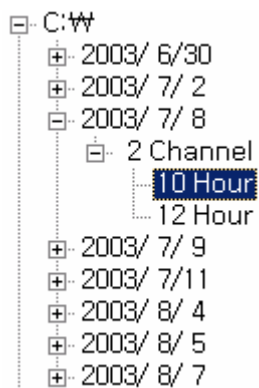 C:₩
2003/ 6/30
2003/ 7/ 2
2003/ 7/ 8
2 Channel
10 Hour
12 Hour
2003/ 7/ 9
2003/ 7/11
2003/ 8/ 4
2003/ 8/ 5
2003/ 8/ 7